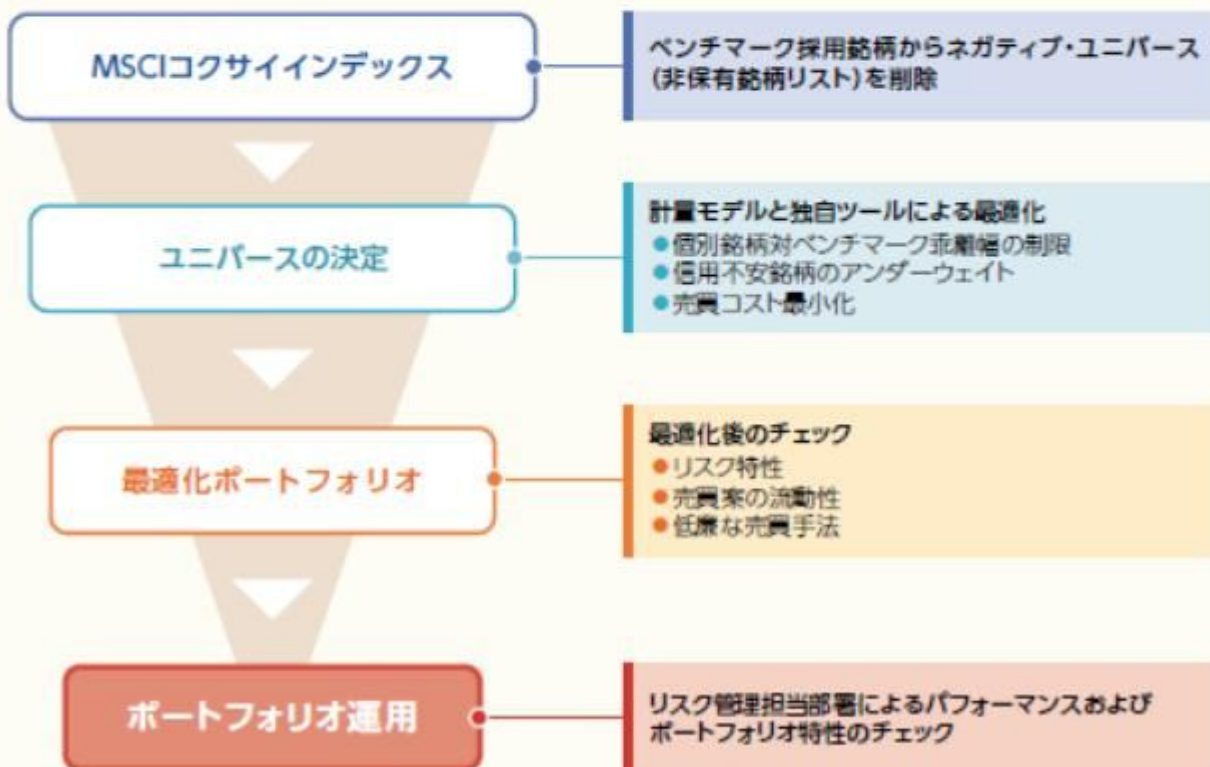 MSCIコクサイインデックス
ベンチマーク採用銘柄からネガティブ・ユニバース
(非保有銘柄リスト)を削除
ユニバースの決定
計量モデルと独自ツールによる最適化
●個別銘柄対ベンチマーク乖離幅の制限
●信用不安銘柄のアンダーウェイト
●売買コスト最小化
最適化ポートフォリオ
最適化後のチェック
●リスク特性
●売買案の流動性
●低廉な売買手法
ポートフォリオ運用
リスク管理担当部署によるパフォーマンスおよび
ポートフォリオ特性のチェック